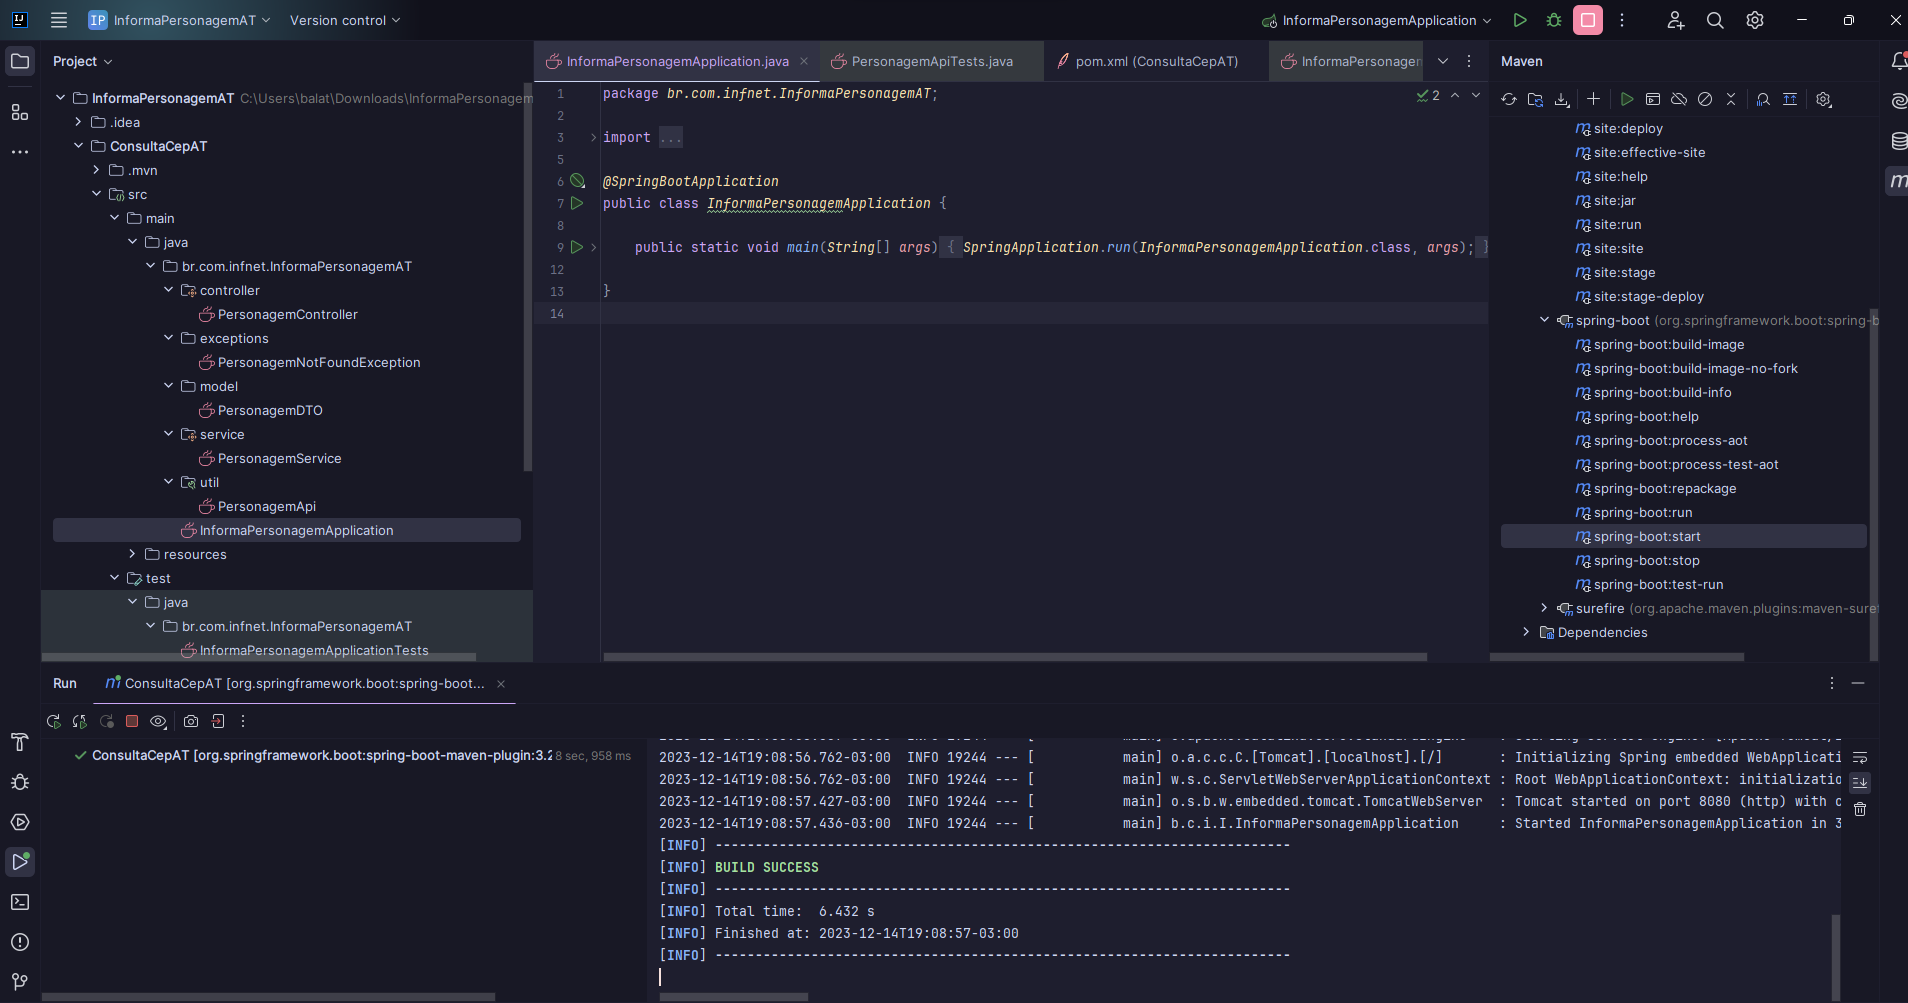 IP InformaPersonagemAT Version control InformaPersonagemApplication
Project
InformaPersonagemAT C:\Users\balat\Downloads\InformaPersonagem
.idea
ConsultaCepAT
.mvn
src
main
java
br.com.infnet.InformaPersonagemAT
controller
PersonagemController
exceptions
PersonagemNotFoundException
model
PersonagemDTO
service
PersonagemService
util
PersonagemApi
InformaPersonagemApplication
resources
test
java
br.com.infnet.InformaPersonagemAT
InformaPersonagemApplicationTests
InformaPersonagemApplication.java PersonagemApiTests.java pom.xml (ConsultaCepAT) InformaPersonager
1 package br.com.infnet.InformaPersonagemAT;
2
3 import ...
5
6 @SpringBootApplication
7 public class InformaPersonagemApplication {
8
9 public static void main(String[] args) { SpringApplication.run(InformaPersonagemApplication.class, args); }
12
13 }
14
2
Maven
site:deploy
site:effective-site
site:help
site:jar
site:run
site:site
site:stage
site:stage-deploy
spring-boot (org.springframework.boot:spring-b
spring-boot:build-image
spring-boot:build-image-no-fork
spring-boot:build-info
spring-boot:help
spring-boot:process-aot
spring-boot:process-test-aot
spring-boot:repackage
spring-boot:run
spring-boot:start
spring-boot:stop
spring-boot:test-run
surefire (org.apache.maven.plugins:maven-suref
Dependencies
Run ConsultaCepAT [org.springframework.boot:spring-boot...
ConsultaCepAT [org.springframework.boot:spring-boot-maven-plugin:3.2 8 sec, 958 ms
2023-12-14T19:08:56.762-03:00 INFO 19244 --- [ main] o.a.c.c.C.[Tomcat].[localhost].[/] : Initializing Spring embedded WebApplicati
2023-12-14T19:08:56.762-03:00 INFO 19244 --- [ main] w.s.c.ServletWebServerApplicationContext : Root WebApplicationContext: initializatio
2023-12-14T19:08:57.427-03:00 INFO 19244 --- [ main] o.s.b.w.embedded.tomcat.TomcatWebServer : Tomcat started on port 8080 (http) with c
2023-12-14T19:08:57.436-03:00 INFO 19244 --- [ main] b.c.i.I.InformaPersonagemApplication : Started InformaPersonagemApplication in 3
[INFO] ------------------------------------------------------------------------
[INFO] BUILD SUCCESS
[INFO] ------------------------------------------------------------------------
[INFO] Total time: 6.432 s
[INFO] Finished at: 2023-12-14T19:08:57-03:00
[INFO] ------------------------------------------------------------------------